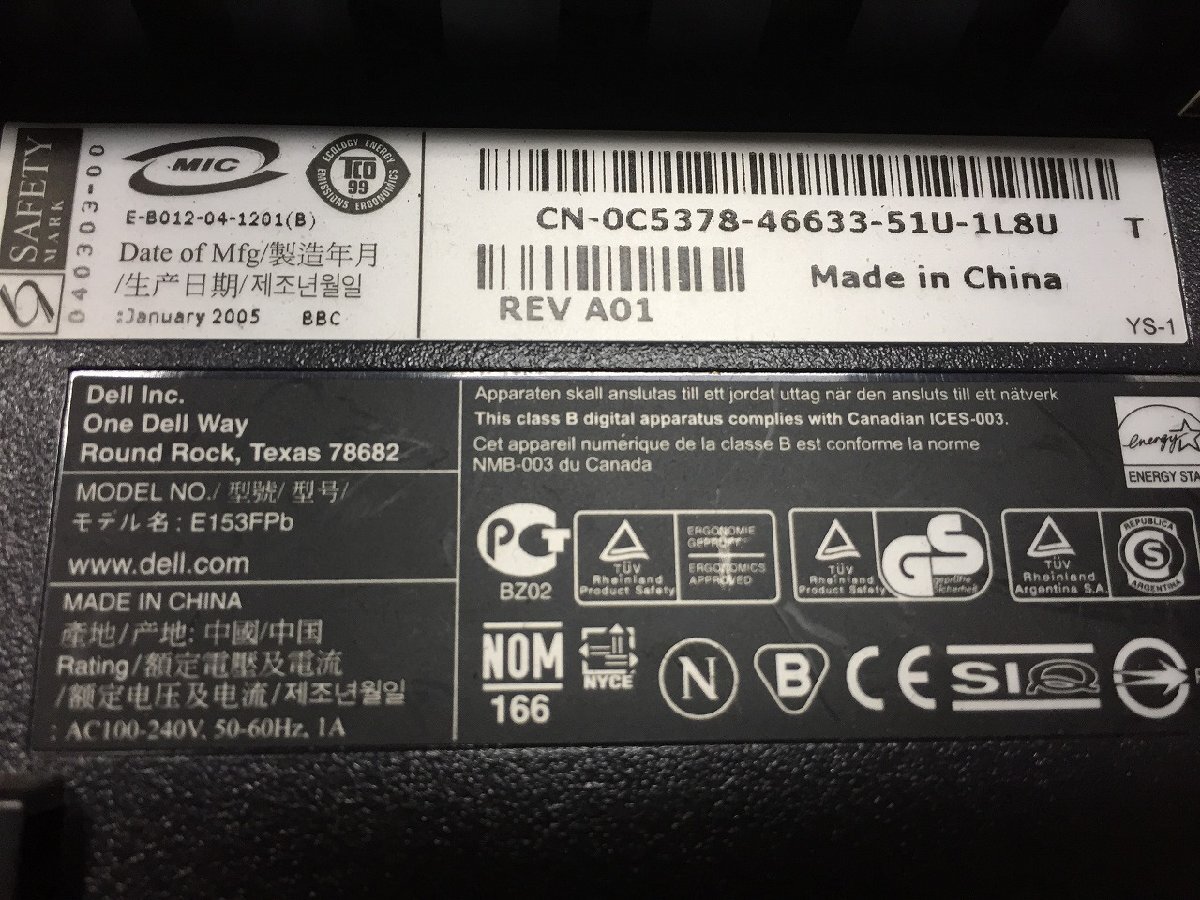 SAFETY
MARK
040303-00
MIC
ECOLOGY ENERGY
TCO
99
EMISSIONS ERGONOMICS
E-B012-04-1201(B)
Date of Mfg/製造年月
/生产日期/제조년월일
:January 2005 BBC
CN-0C5378-46633-51U-1L8U T
REV A01
Made in China
YS-1
Dell Inc.
One Dell Way
Round Rock, Texas 78682
MODEL NO./ 型號/ 型号/
モデル名: E153FPb
www.dell.com
MADE IN CHINA
產地/产地: 中國/中国
Rating/額定電壓及電流
/额定电压及电流/제조년월일
: AC100-240V, 50-60Hz, 1A
Apparaten skall anslutas till ett jordat uttag när den ansluts till ett nätverk
This class B digital apparatus complies with Canadian ICES-003.
Cet appareil numérique de la classe B est conforme la norme
NMB-003 du Canada
energy
ENERGY STA
PCT
BZ02
TÜV
Rheinland
Product Safety
ERGONOMIE
GEPRÜFT
ERGONOMICS
APPROVED
TÜV
Rheinland
Product Safety
GS
geprüfte
Sicherheit
TÜV
Rheinland
Argentina S.A.
REPUBLICA
S
ARGENTINA
NOM
166
NYCE
N
B
CE
SI